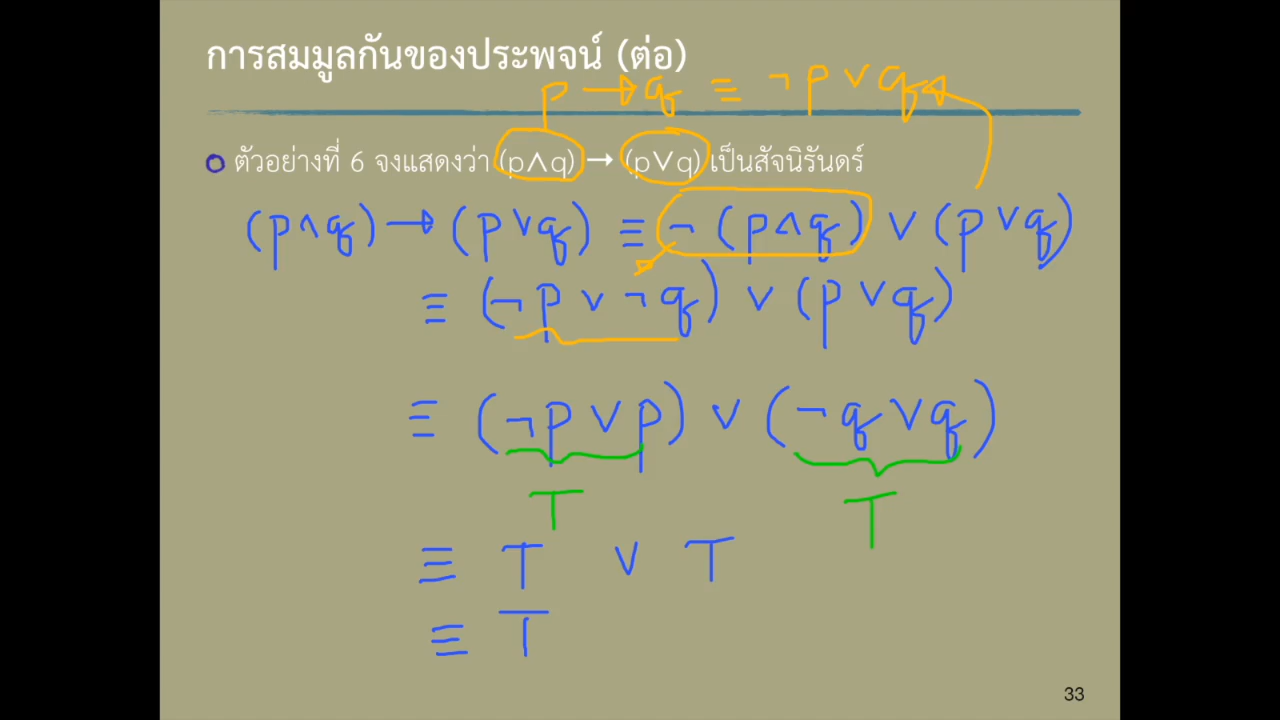 การสมมูลกันของประพจน์ (ต่อ)
p → q ≡ ¬p ∨ q
ตัวอย่างที่ 6 จงแสดงว่า (p∧q) → (p∨q) เป็นสัจนิรันดร์
(p ∧ q) → (p ∨ q) ≡ ¬(p ∧ q) ∨ (p ∨ q)
≡ (¬p ∨ ¬q) ∨ (p ∨ q)
≡ (¬p ∨ p) ∨ (¬q ∨ q)
T T
≡ T ∨ T
≡ T
33